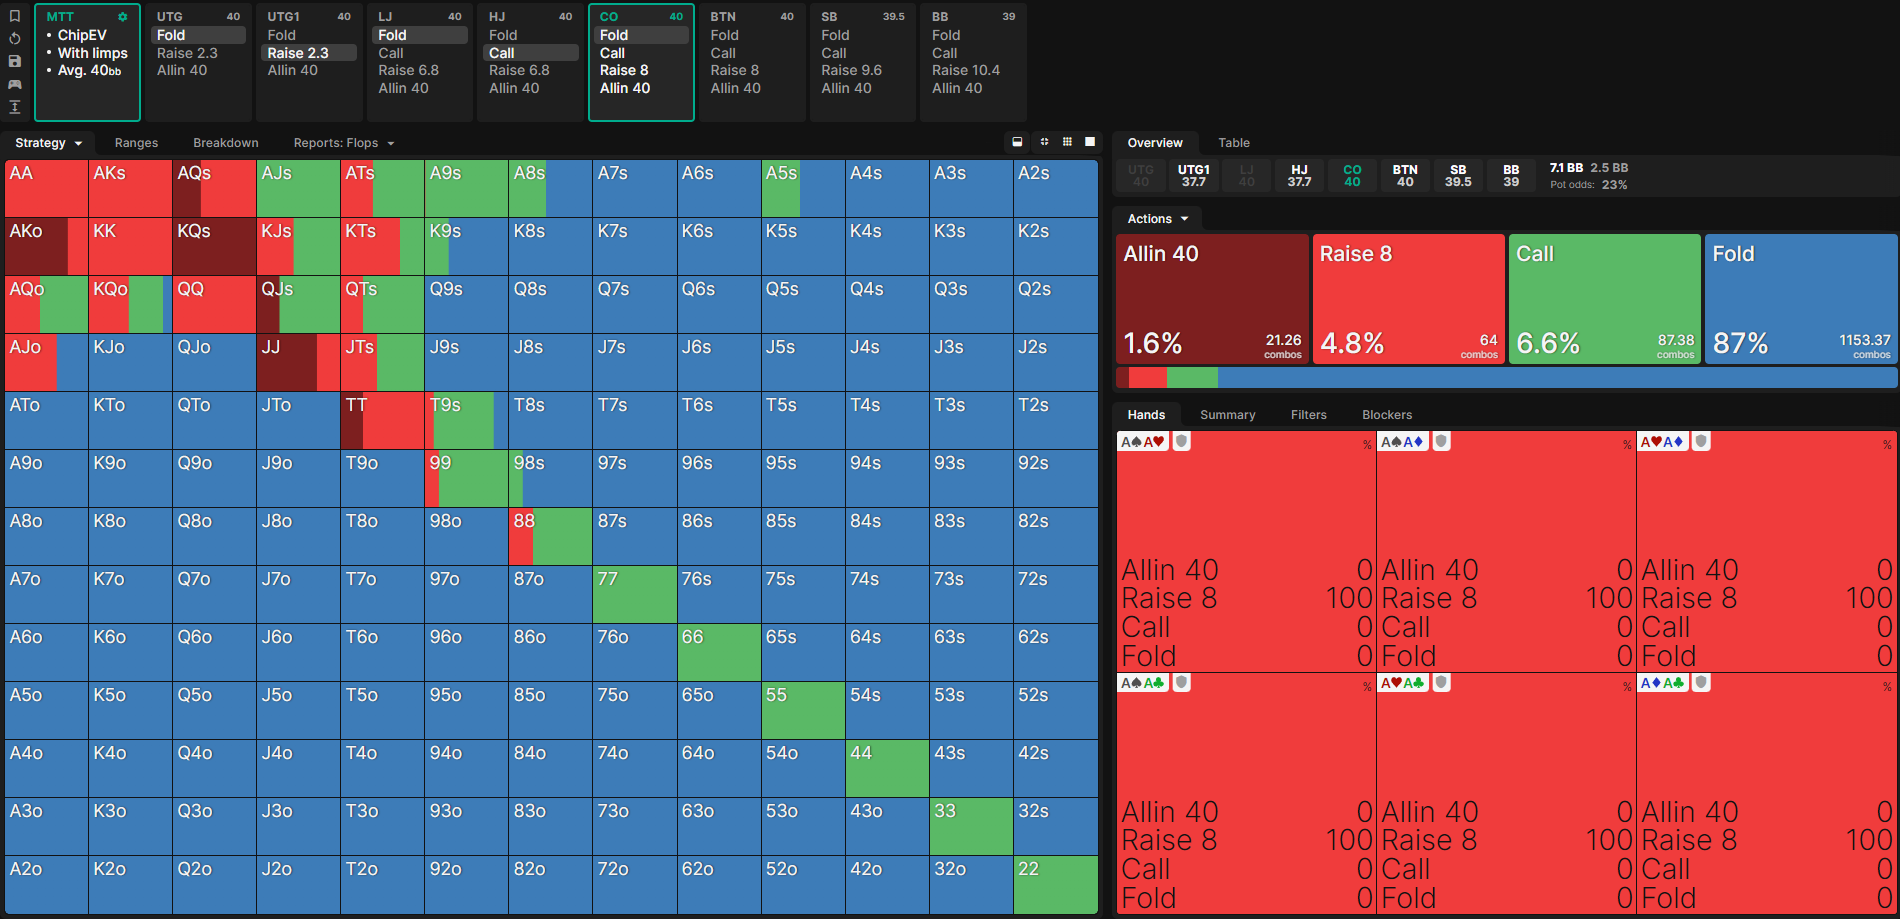 MTT
ChipEV
With limps
Avg. 40bb
UTG 40
Fold
Raise 2.3
Allin 40
UTG1 40
Fold
Raise 2.3
Allin 40
LJ 40
Fold
Call
Raise 6.8
Allin 40
HJ 40
Fold
Call
Raise 6.8
Allin 40
CO 40
Fold
Call
Raise 8
Allin 40
BTN 40
Fold
Call
Raise 8
Allin 40
SB 39.5
Fold
Call
Raise 9.6
Allin 40
BB 39
Fold
Call
Raise 10.4
Allin 40
Strategy Ranges Breakdown Reports: Flops
AA AKs AQs AJs ATs A9s A8s A7s A6s A5s A4s A3s A2s
AKo KK KQs KJs KTs K9s K8s K7s K6s K5s K4s K3s K2s
AQo KQo QQ QJs QTs Q9s Q8s Q7s Q6s Q5s Q4s Q3s Q2s
AJo KJo QJo JJ JTs J9s J8s J7s J6s J5s J4s J3s J2s
ATo KTo QTo JTo TT T9s T8s T7s T6s T5s T4s T3s T2s
A9o K9o Q9o J9o T9o 99 98s 97s 96s 95s 94s 93s 92s
A8o K8o Q8o J8o T8o 98o 88 87s 86s 85s 84s 83s 82s
A7o K7o Q7o J7o T7o 97o 87o 77 76s 75s 74s 73s 72s
A6o K6o Q6o J6o T6o 96o 86o 76o 66 65s 64s 63s 62s
A5o K5o Q5o J5o T5o 95o 85o 75o 65o 55 54s 53s 52s
A4o K4o Q4o J4o T4o 94o 84o 74o 64o 54o 44 43s 42s
A3o K3o Q3o J3o T3o 93o 83o 73o 63o 53o 43o 33 32s
A2o K2o Q2o J2o T2o 92o 82o 72o 62o 52o 42o 32o 22
Overview Table
UTG UTG1 LJ HJ CO BTN SB BB 7.1 BB 2.5 BB
40 37.7 40 37.7 40 40 39.5 39 Pot odds: 23%
Actions
Allin 40 Raise 8 Call Fold
1.6% 21.26 combos 4.8% 64 combos 6.6% 87.38 combos 87% 1153.37 combos
Hands Summary Filters Blockers
A♠A♥ % A♠A♦ % A♥A♦ %
Allin 40 0 Allin 40 0 Allin 40 0
Raise 8 100 Raise 8 100 Raise 8 100
Call 0 Call 0 Call 0
Fold 0 Fold 0 Fold 0
A♠A♣ % A♥A♣ % A♦A♣ %
Allin 40 0 Allin 40 0 Allin 40 0
Raise 8 100 Raise 8 100 Raise 8 100
Call 0 Call 0 Call 0
Fold 0 Fold 0 Fold 0